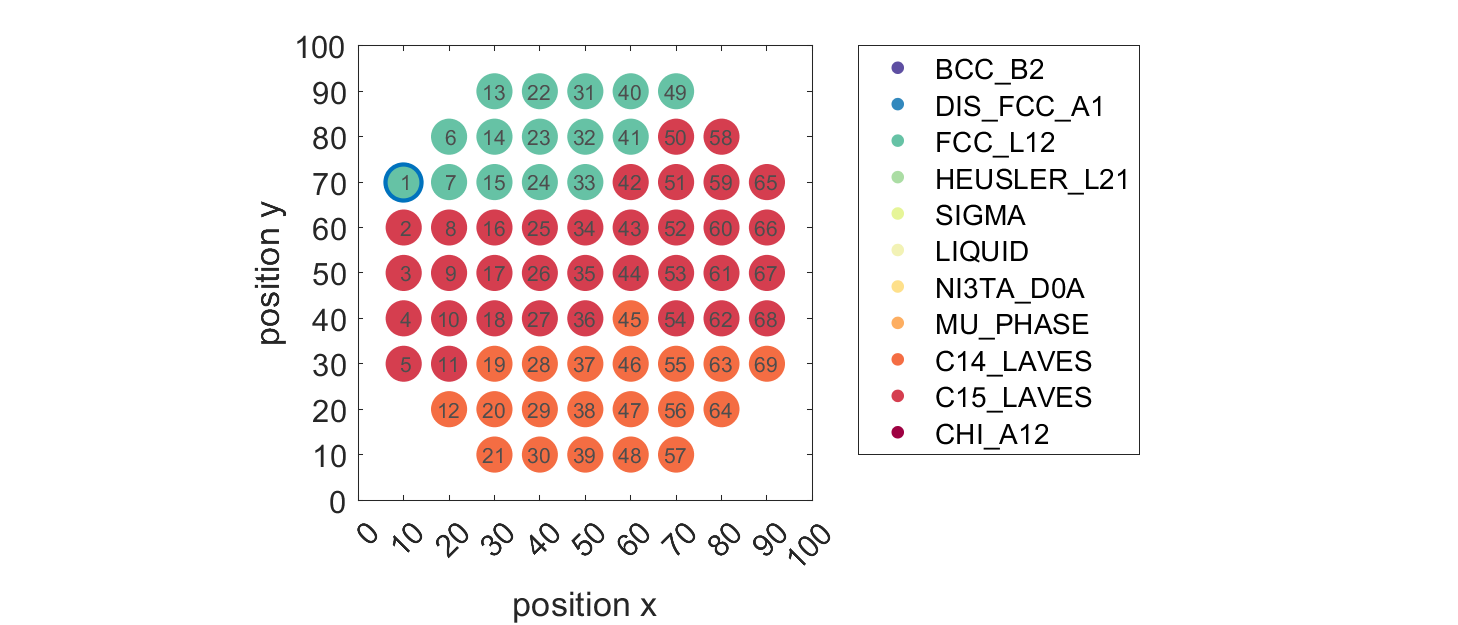 100
90 13 22 31 40 49
80 6 14 23 32 41 50 58
70 1 7 15 24 33 42 51 59 65
60 2 8 16 25 34 43 52 60 66
50 3 9 17 26 35 44 53 61 67
40 4 10 18 27 36 45 54 62 68
30 5 11 19 28 37 46 55 63 69
20 12 20 29 38 47 56 64
10 21 30 39 48 57
0
position y
0 10 20 30 40 50 60 70 80 90 100
position x
BCC_B2
DIS_FCC_A1
FCC_L12
HEUSLER_L21
SIGMA
LIQUID
NI3TA_D0A
MU_PHASE
C14_LAVES
C15_LAVES
CHI_A12